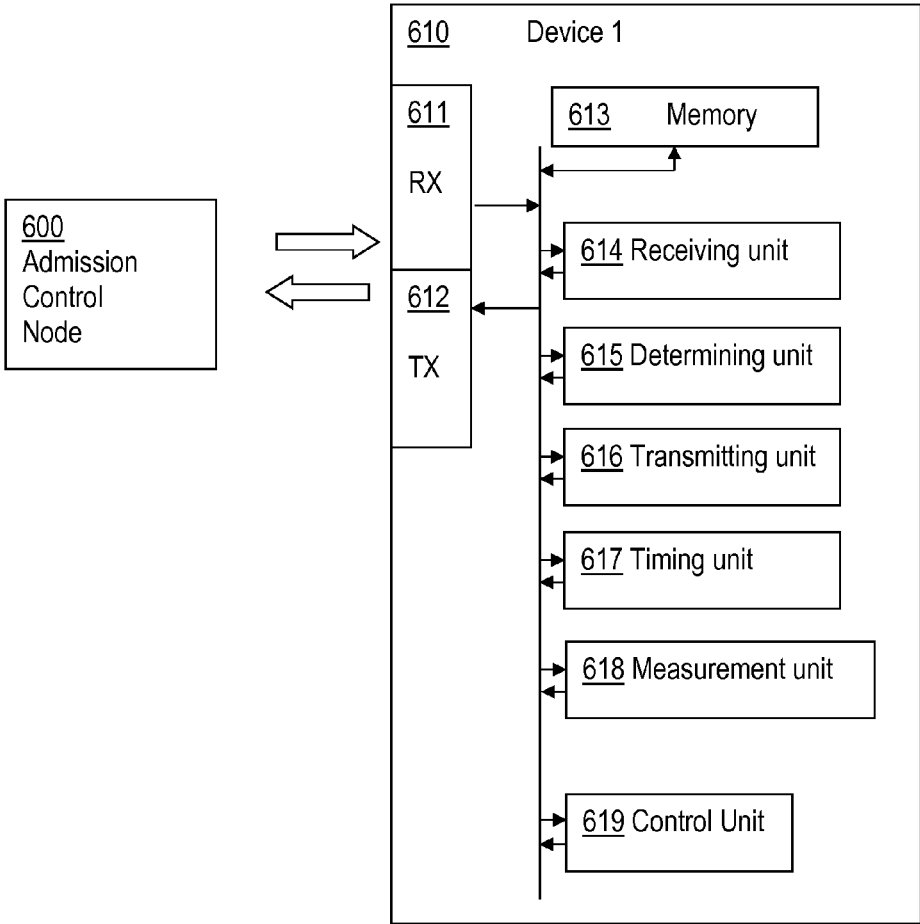 610 Device 1
611
RX
613 Memory
600
Admission
Control
Node
614 Receiving unit
612
TX
615 Determining unit
616 Transmitting unit
617 Timing unit
618 Measurement unit
619 Control Unit